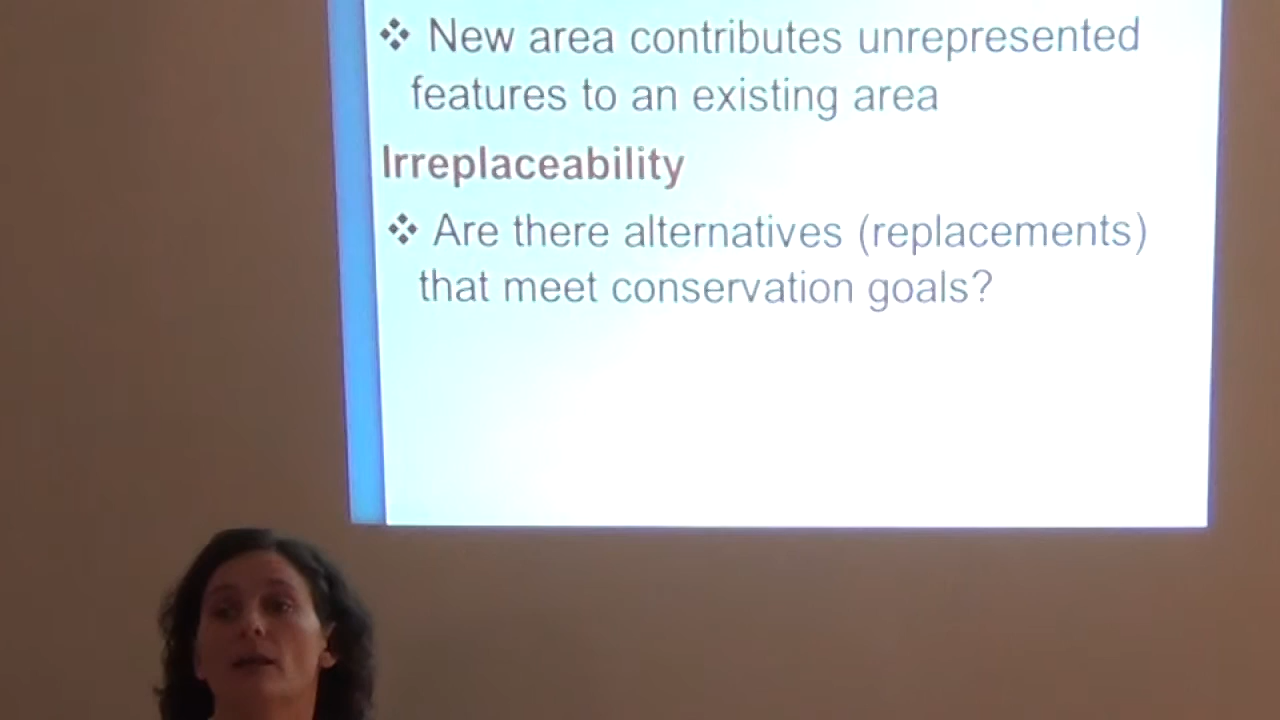 ❖ New area contributes unrepresented
features to an existing area
Irreplaceability
❖ Are there alternatives (replacements)
that meet conservation goals?